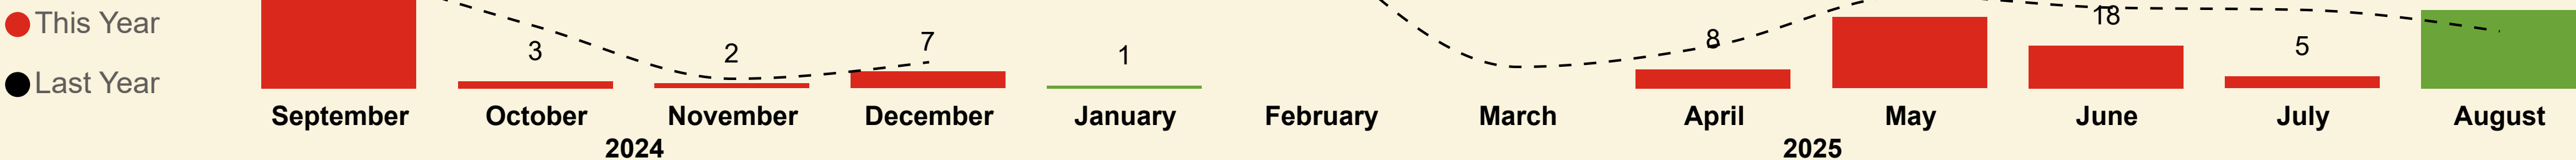 This Year
Last Year
3 2 7 1 8 18 5
September October November December January February March April May June July August
2024 2025